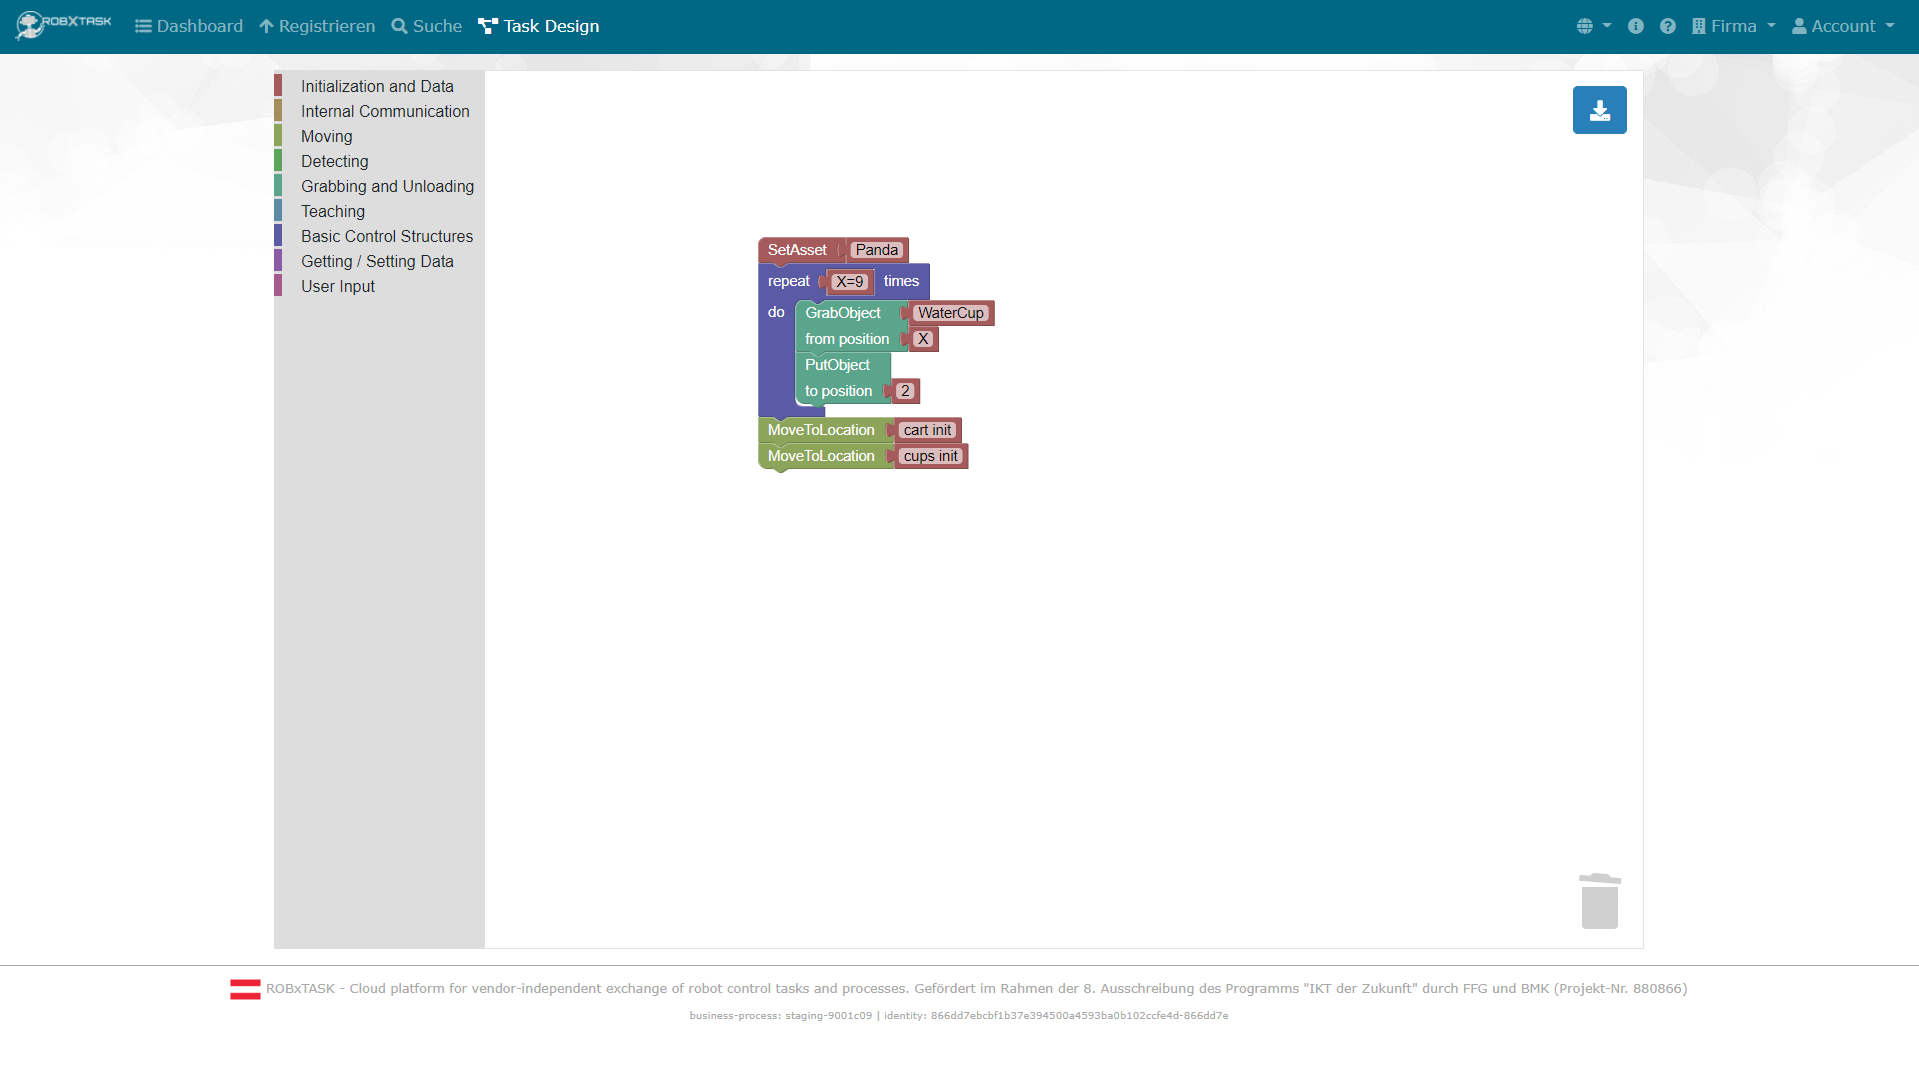 ROBXTASK Dashboard Registrieren Suche Task Design Firma Account
Initialization and Data
Internal Communication
Moving
Detecting
Grabbing and Unloading
Teaching
Basic Control Structures
Getting / Setting Data
User Input
SetAsset Panda
repeat X=9 times
do GrabObject WaterCup
from position X
PutObject
to position 2
MoveToLocation cart init
MoveToLocation cups init
ROBxTASK - Cloud platform for vendor-independent exchange of robot control tasks and processes. Gefördert im Rahmen der 8. Ausschreibung des Programms "IKT der Zukunft" durch FFG und BMK (Projekt-Nr. 880866)
business-process: staging-9001c09 | identity: 866dd7ebcbf1b37e394500a4593ba0b102ccfe4d-866dd7e